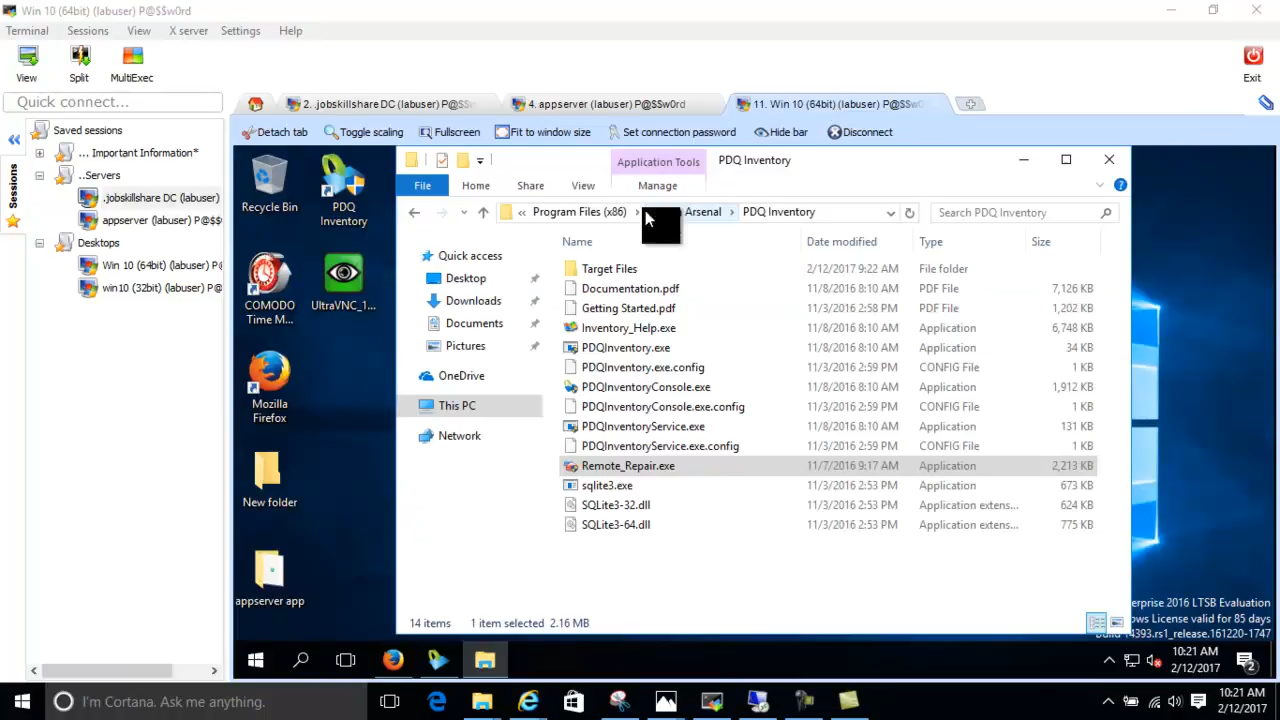 Win 10 (64bit) (labuser) P@$$w0rd
Terminal Sessions View X server Settings Help
View Split MultiExec Exit
Quick connect...
2. .jobskillshare DC (labuser) P@$$
4. appserver (labuser) P@$$w0rd
11. Win 10 (64bit) (labuser) P@$$w
Detach tab Toggle scaling Fullscreen Fit to window size Set connection password Hide bar Disconnect
Sessions
Saved sessions
... Important Information*
..Servers
.jobskillshare DC (labuser)
appserver (labuser) P@$$
Desktops
Win 10 (64bit) (labuser) P@
win10 (32bit) (labuser) P@
Recycle Bin
PDQ Inventory
COMODO Time M...
UltraVNC_1...
Mozilla Firefox
New folder
appserver app
Application Tools PDQ Inventory
File Home Share View Manage
« Program Files (x86) › Arsenal › PDQ Inventory
Search PDQ Inventory
Quick access
Desktop
Downloads
Documents
Pictures
OneDrive
This PC
Network
Name Date modified Type Size
Target Files 2/12/2017 9:22 AM File folder
Documentation.pdf 11/8/2016 8:10 AM PDF File 7,126 KB
Getting Started.pdf 11/3/2016 2:58 PM PDF File 1,202 KB
Inventory_Help.exe 11/8/2016 8:10 AM Application 6,748 KB
PDQInventory.exe 11/8/2016 8:10 AM Application 34 KB
PDQInventory.exe.config 11/3/2016 2:59 PM CONFIG File 1 KB
PDQInventoryConsole.exe 11/8/2016 8:10 AM Application 1,912 KB
PDQInventoryConsole.exe.config 11/3/2016 2:59 PM CONFIG File 1 KB
PDQInventoryService.exe 11/8/2016 8:10 AM Application 131 KB
PDQInventoryService.exe.config 11/3/2016 2:59 PM CONFIG File 1 KB
Remote_Repair.exe 11/7/2016 9:17 AM Application 2,213 KB
sqlite3.exe 11/3/2016 2:53 PM Application 673 KB
SQLite3-32.dll 11/3/2016 2:53 PM Application extens... 624 KB
SQLite3-64.dll 11/3/2016 2:53 PM Application extens... 775 KB
14 items 1 item selected 2.16 MB
erprise 2016 LTSB Evaluation
ows License valid for 85 days
Build 14393.rs1_release.161220-1747
10:21 AM
2/12/2017
2
I'm Cortana. Ask me anything.
10:21 AM
2/12/2017